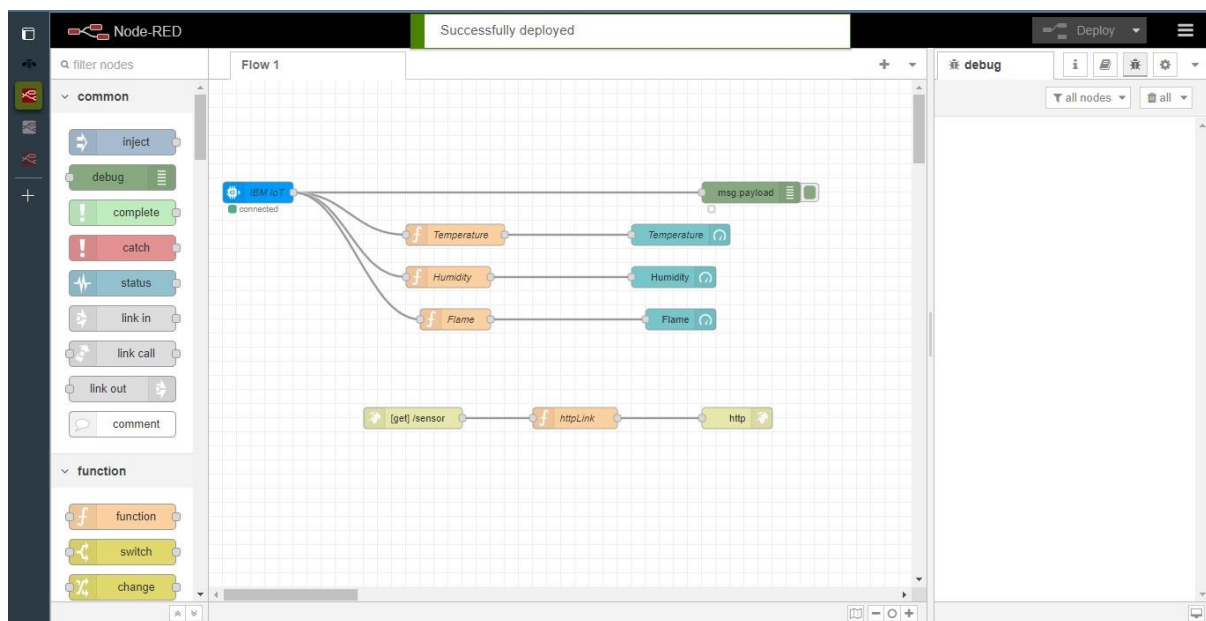 Node-RED
Successfully deployed
Deploy
filter nodes
Flow 1
debug
i
all nodes
all
common
inject
debug
complete
catch
status
link in
link call
link out
comment
function
function
switch
change
IBM IoT
connected
msg.payload
Temperature
Temperature
Humidity
Humidity
Flame
Flame
[get] /sensor
httpLink
http